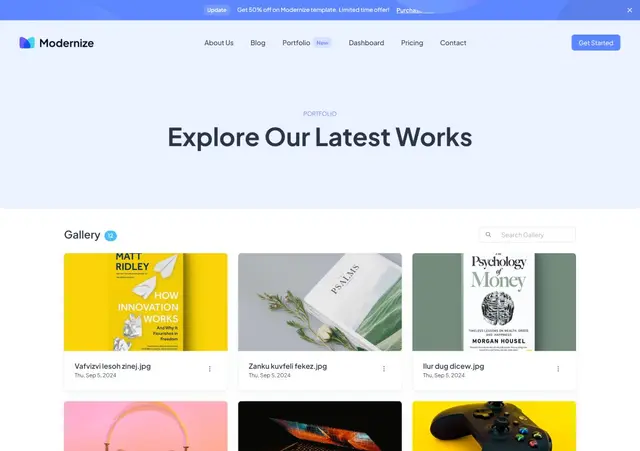 Update Get 50% off on Modernize template. Limited time offer!
Modernize About Us Blog Portfolio New Dashboard Pricing Contact Get Started
PORTFOLIO
Explore Our Latest Works
Gallery 12 Search Gallery
MATT
RIDLEY
HOW
INNOVATION
WORKS
And Why It
Flourishes in
Freedom
PSALMS
Psychology
of
Money
TIMELESS LESSONS ON WEALTH, GREED,
AND HAPPINESS
MORGAN HOUSEL
Vafvizvi lesoh zinej.jpg
Thu, Sep 5, 2024
Zanku kuvfeli fekez.jpg
Thu, Sep 5, 2024
Ilur dug dicew.jpg
Thu, Sep 5, 2024